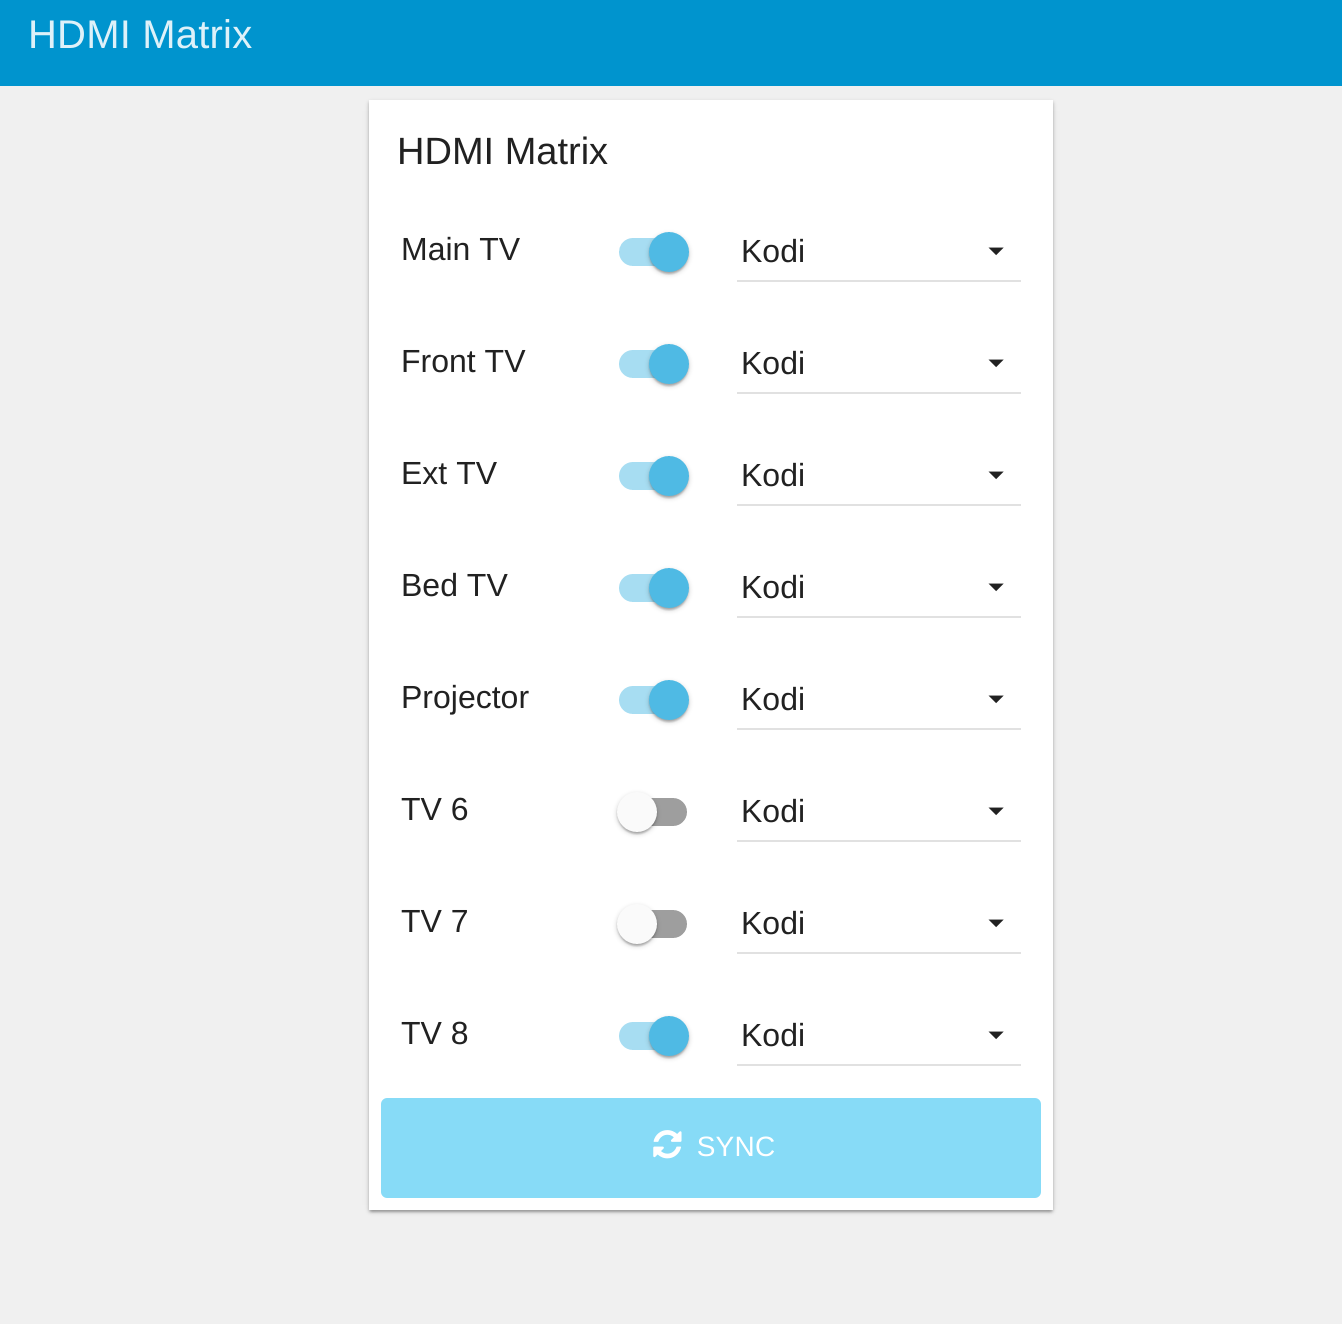 HDMI Matrix
HDMI Matrix
Main TV Kodi
Front TV Kodi
Ext TV Kodi
Bed TV Kodi
Projector Kodi
TV 6 Kodi
TV 7 Kodi
TV 8 Kodi
SYNC